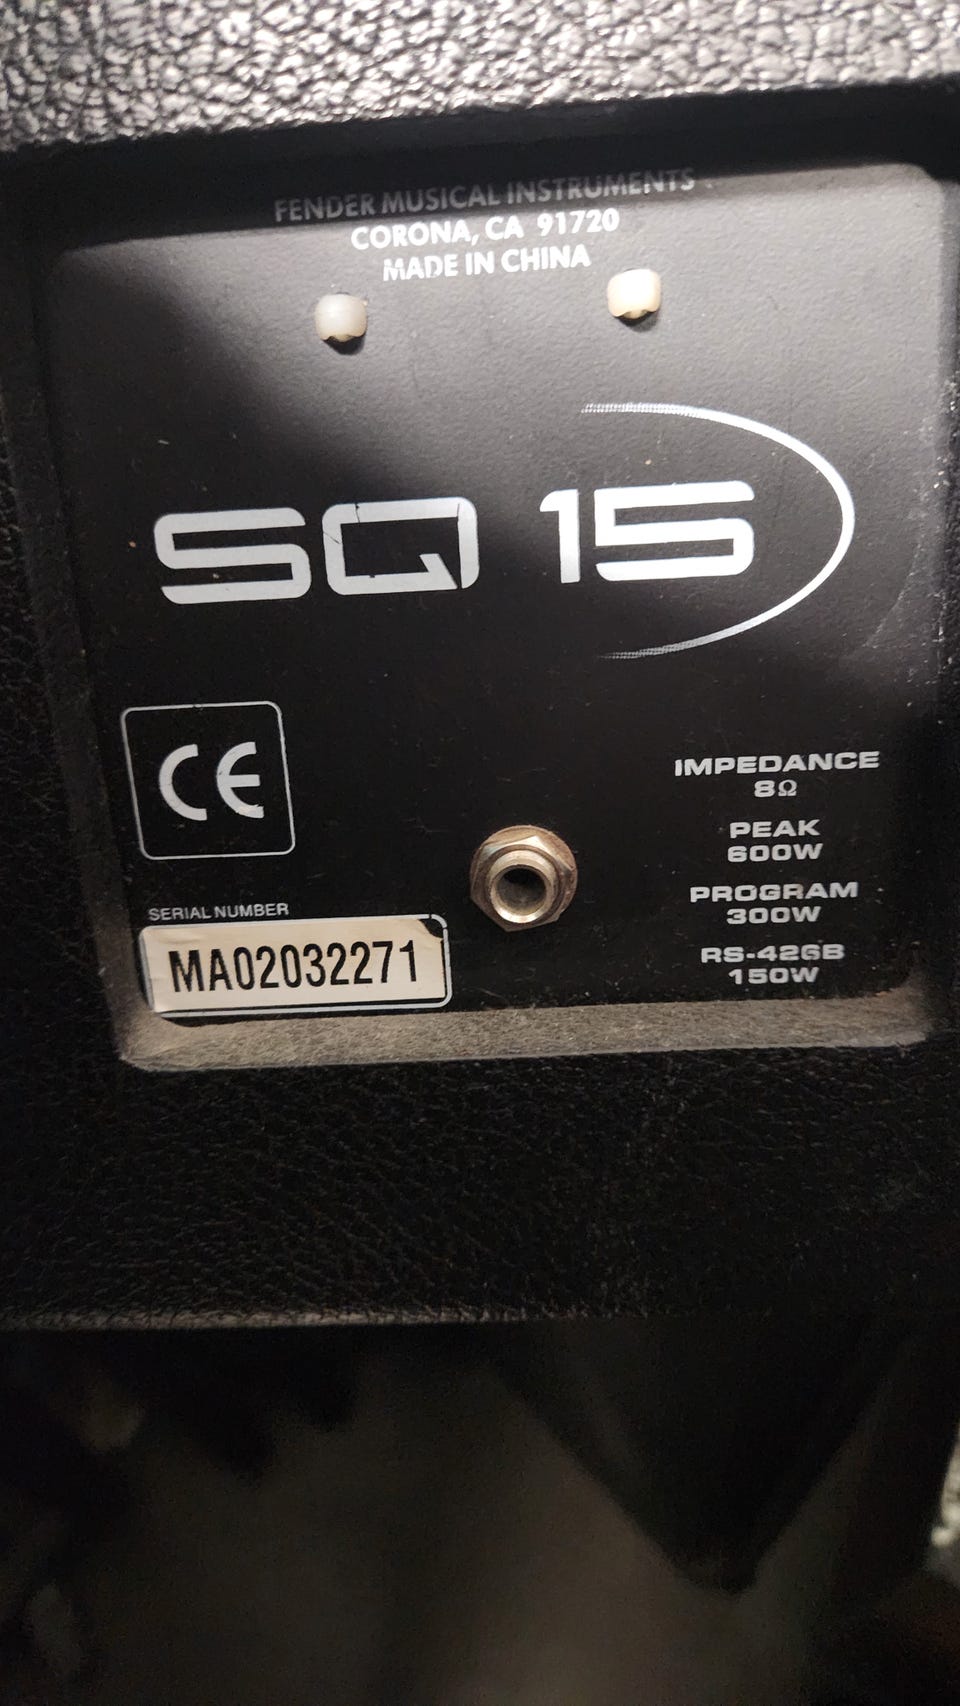 FENDER MUSICAL INSTRUMENTS
CORONA, CA 91720
MADE IN CHINA
SQ 15
CE
IMPEDANCE
8Ω
PEAK
600W
PROGRAM
300W
RS-426B
150W
SERIAL NUMBER
MA02032271